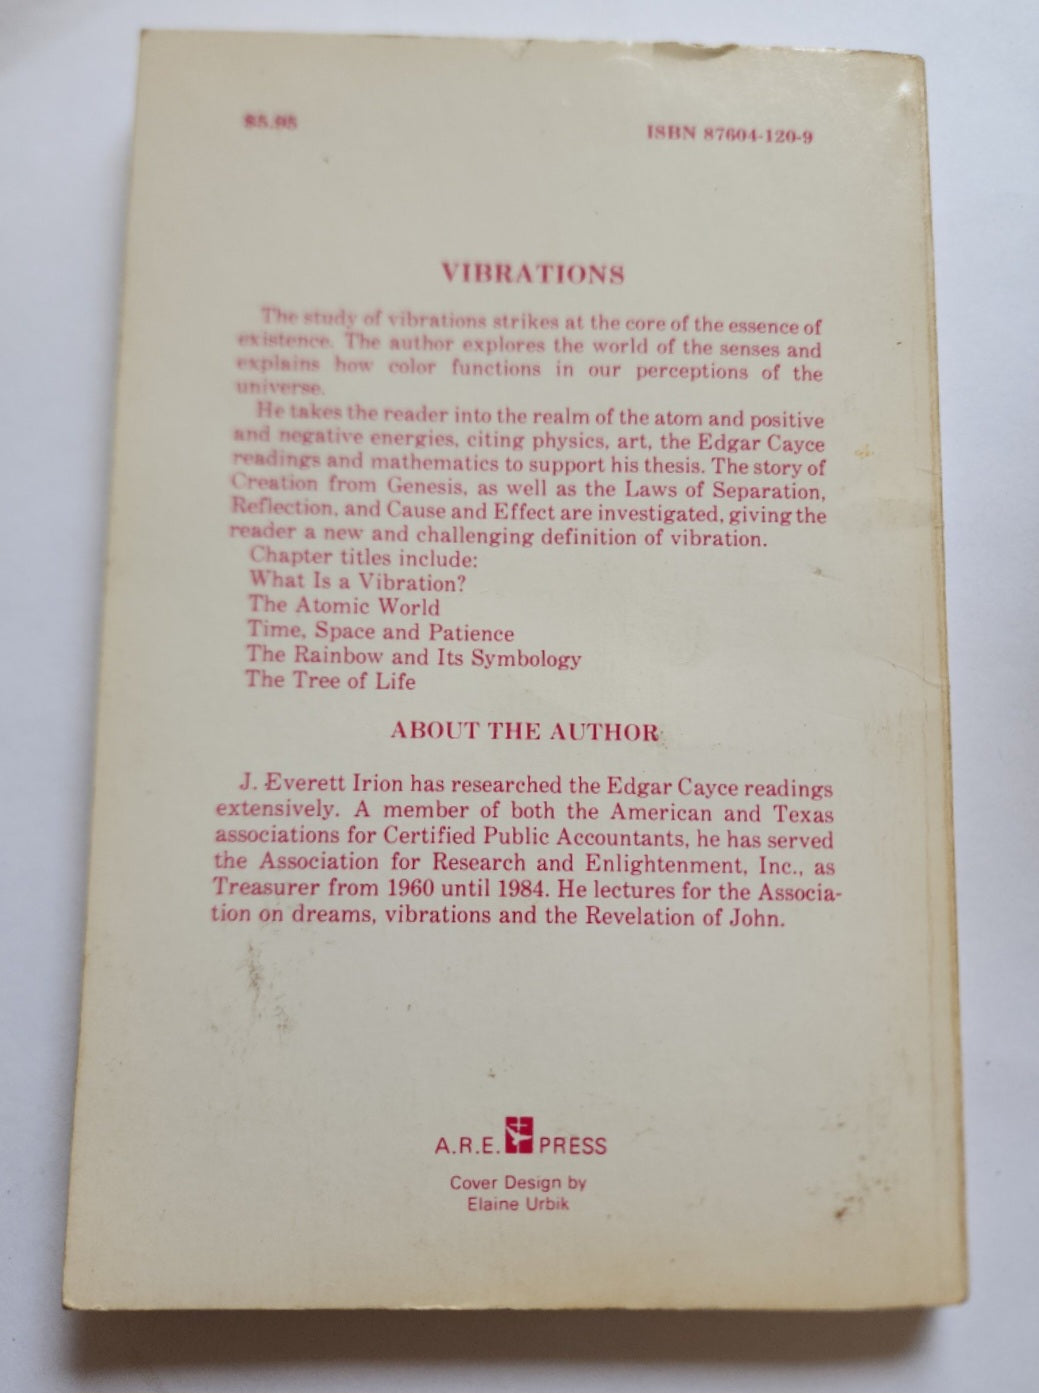 $5.95
ISBN 87604-120-9
VIBRATIONS
The study of vibrations strikes at the core of the essence of
existence. The author explores the world of the senses and
explains how color functions in our perceptions of the
universe.
He takes the reader into the realm of the atom and positive
and negative energies, citing physics, art, the Edgar Cayce
readings and mathematics to support his thesis. The story of
Creation from Genesis, as well as the Laws of Separation,
Reflection, and Cause and Effect are investigated, giving the
reader a new and challenging definition of vibration.
Chapter titles include:
What Is a Vibration?
The Atomic World
Time, Space and Patience
The Rainbow and Its Symbology
The Tree of Life
ABOUT THE AUTHOR
J. Everett Irion has researched the Edgar Cayce readings
extensively. A member of both the American and Texas
associations for Certified Public Accountants, he has served
the Association for Research and Enlightenment, Inc., as
Treasurer from 1960 until 1984. He lectures for the Associa-
tion on dreams, vibrations and the Revelation of John.
A.R.E. PRESS
Cover Design by
Elaine Urbik